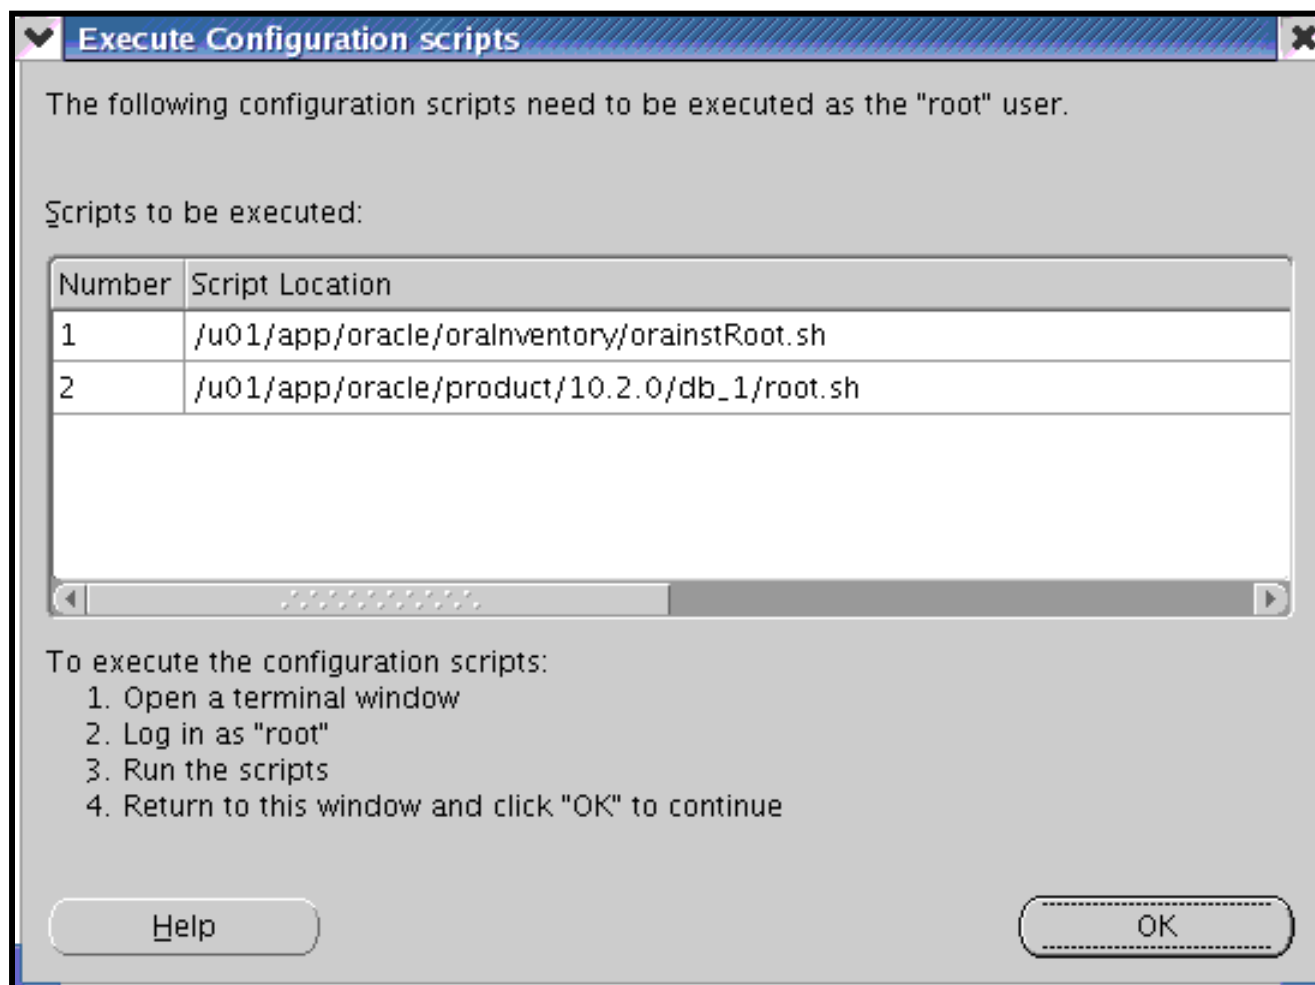 Execute Configuration scripts
The following configuration scripts need to be executed as the "root" user.
Scripts to be executed:
Number Script Location
1 /u01/app/oracle/oraInventory/orainstRoot.sh
2 /u01/app/oracle/product/10.2.0/db_1/root.sh
To execute the configuration scripts:
1. Open a terminal window
2. Log in as "root"
3. Run the scripts
4. Return to this window and click "OK" to continue
Help OK